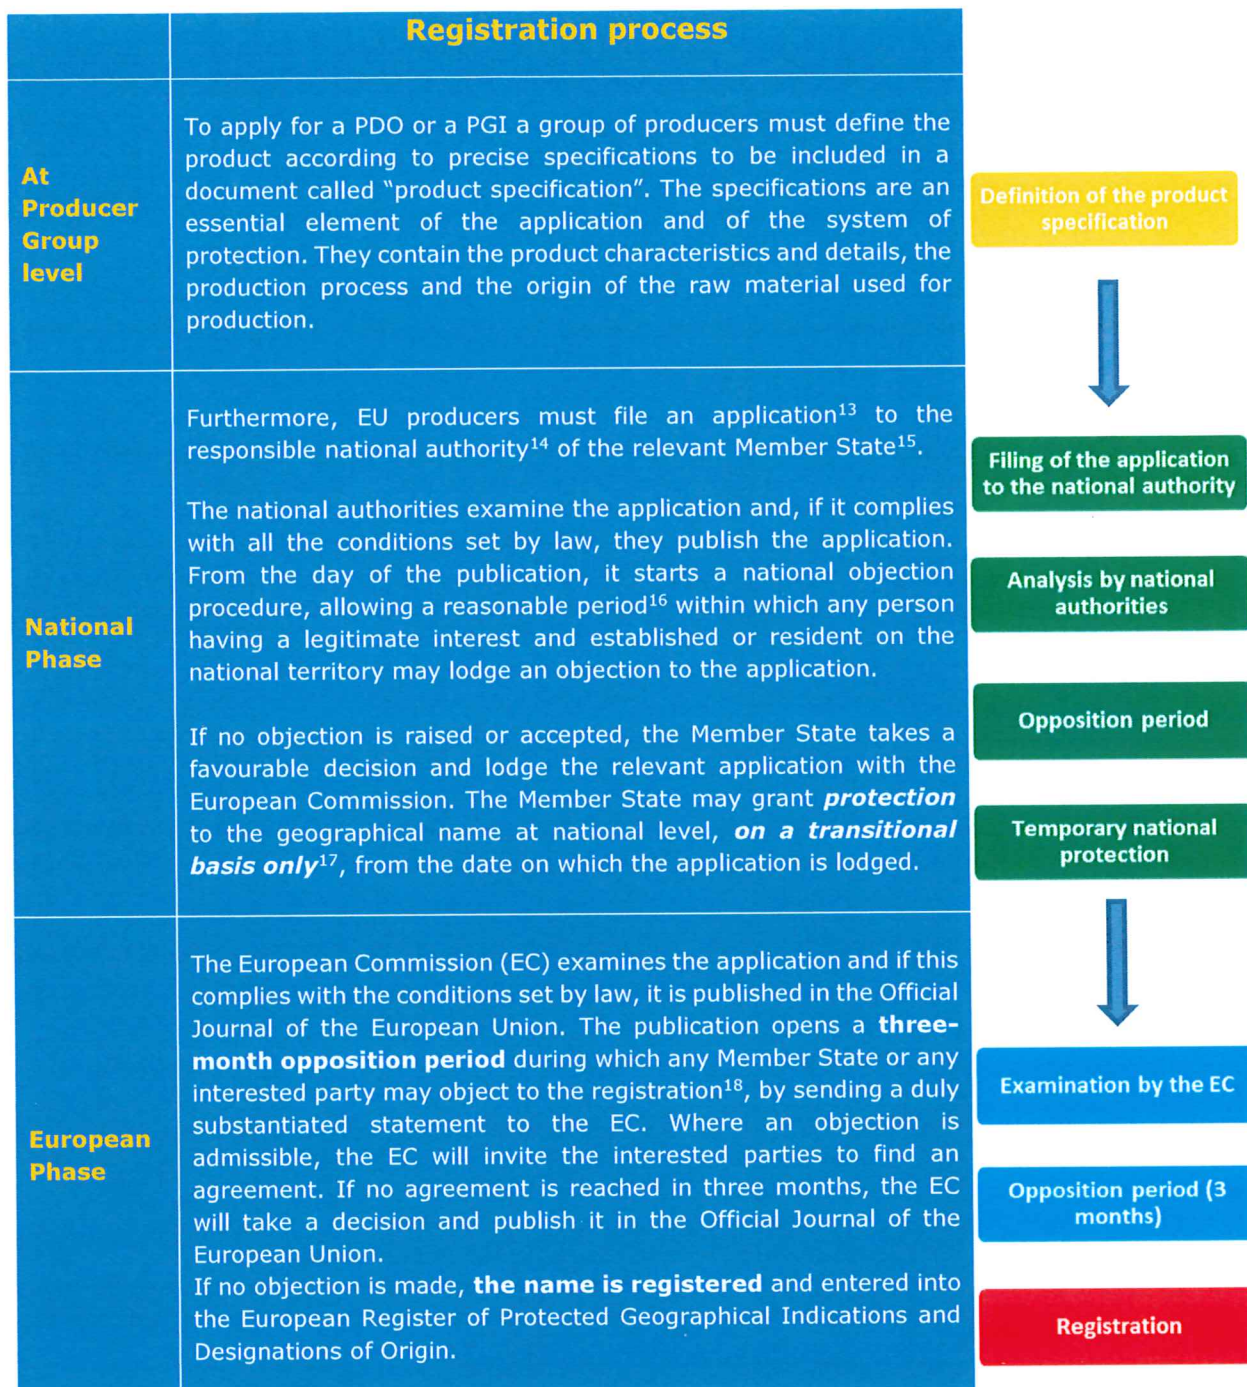 Registration process
At
Producer
Group
level
To apply for a PDO or a PGI a group of producers must define the
product according to precise specifications to be included in a
document called “product specification”. The specifications are an
essential element of the application and of the system of
protection. They contain the product characteristics and details, the
production process and the origin of the raw material used for
production.
Definition of the product
specification
National
Phase
Furthermore, EU producers must file an application¹³ to the
responsible national authority¹⁴ of the relevant Member State¹⁵.
The national authorities examine the application and, if it complies
with all the conditions set by law, they publish the application.
From the day of the publication, it starts a national objection
procedure, allowing a reasonable period¹⁶ within which any person
having a legitimate interest and established or resident on the
national territory may lodge an objection to the application.
If no objection is raised or accepted, the Member State takes a
favourable decision and lodge the relevant application with the
European Commission. The Member State may grant protection
to the geographical name at national level, on a transitional
basis only¹⁷, from the date on which the application is lodged.
Filing of the application
to the national authority
Analysis by national
authorities
Opposition period
Temporary national
protection
European
Phase
The European Commission (EC) examines the application and if this
complies with the conditions set by law, it is published in the Official
Journal of the European Union. The publication opens a three-
month opposition period during which any Member State or any
interested party may object to the registration¹⁸, by sending a duly
substantiated statement to the EC. Where an objection is
admissible, the EC will invite the interested parties to find an
agreement. If no agreement is reached in three months, the EC
will take a decision and publish it in the Official Journal of the
European Union.
If no objection is made, the name is registered and entered into
the European Register of Protected Geographical Indications and
Designations of Origin.
Examination by the EC
Opposition period (3
months)
Registration